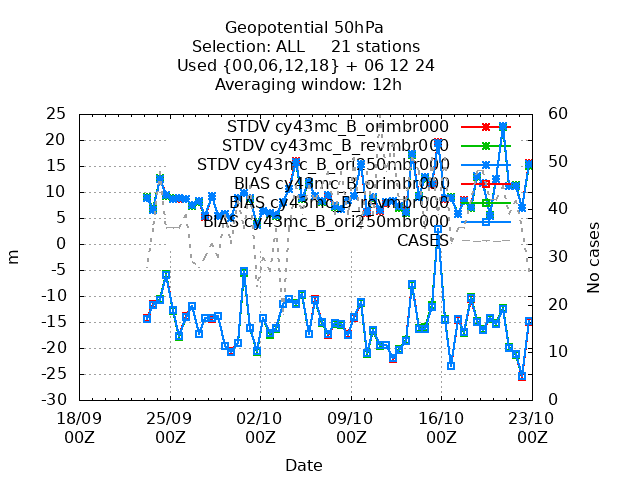 Geopotential 50hPa
Selection: ALL 21 stations
Used {00,06,12,18} + 06 12 24
Averaging window: 12h
25
20
15
10
5
0
-5
-10
-15
-20
-25
-30
m
STDV cy43mc_B_orimbr000
STDV cy43mc_B_revmbr000
STDV cy43mc_B_ori250mbr000
BIAS cy43mc_B_orimbr000
BIAS cy43mc_B_revmbr000
BIAS cy43mc_B_ori250mbr000
CASES
60
50
40
30
20
10
0
No cases
18/09 25/09 02/10 09/10 16/10 23/10
00Z 00Z 00Z 00Z 00Z 00Z
Date